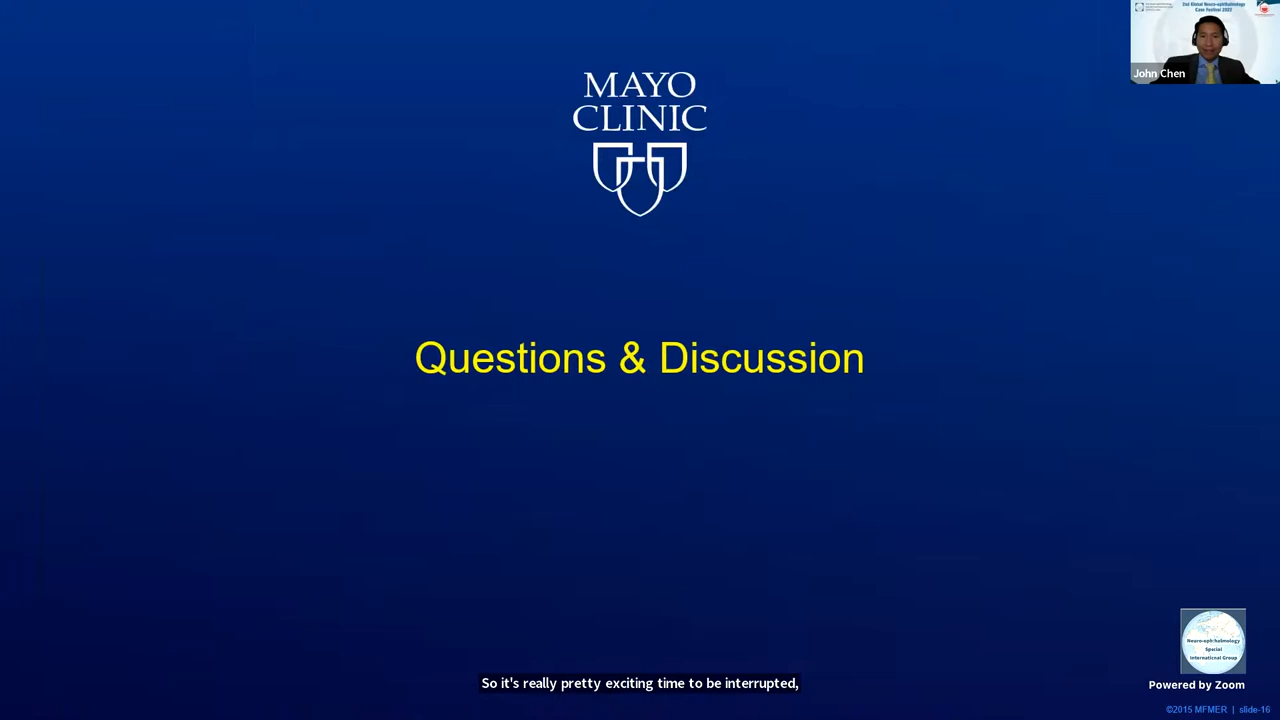 2nd Global Neuro-ophthalmology
Case Festival 2022
John Chen
MAYO
CLINIC
Questions & Discussion
Neuro-ophthalmology
Special
International Group
So it's really pretty exciting time to be interrupted,
Powered by Zoom
©2015 MFMER | slide-16